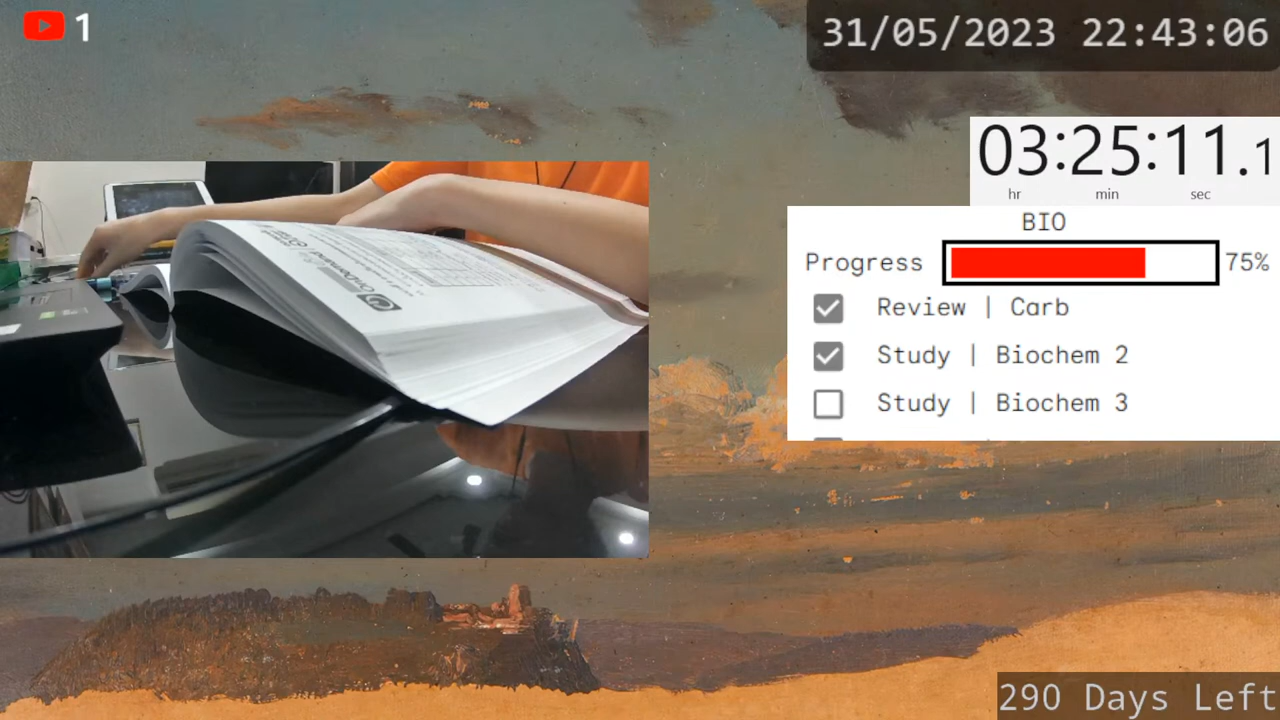 1
31/05/2023 22:43:06
03:25:11.1
hr min sec
BIO
Progress 75%
Review | Carb
Study | Biochem 2
Study | Biochem 3
OnDemand
290 Days Left